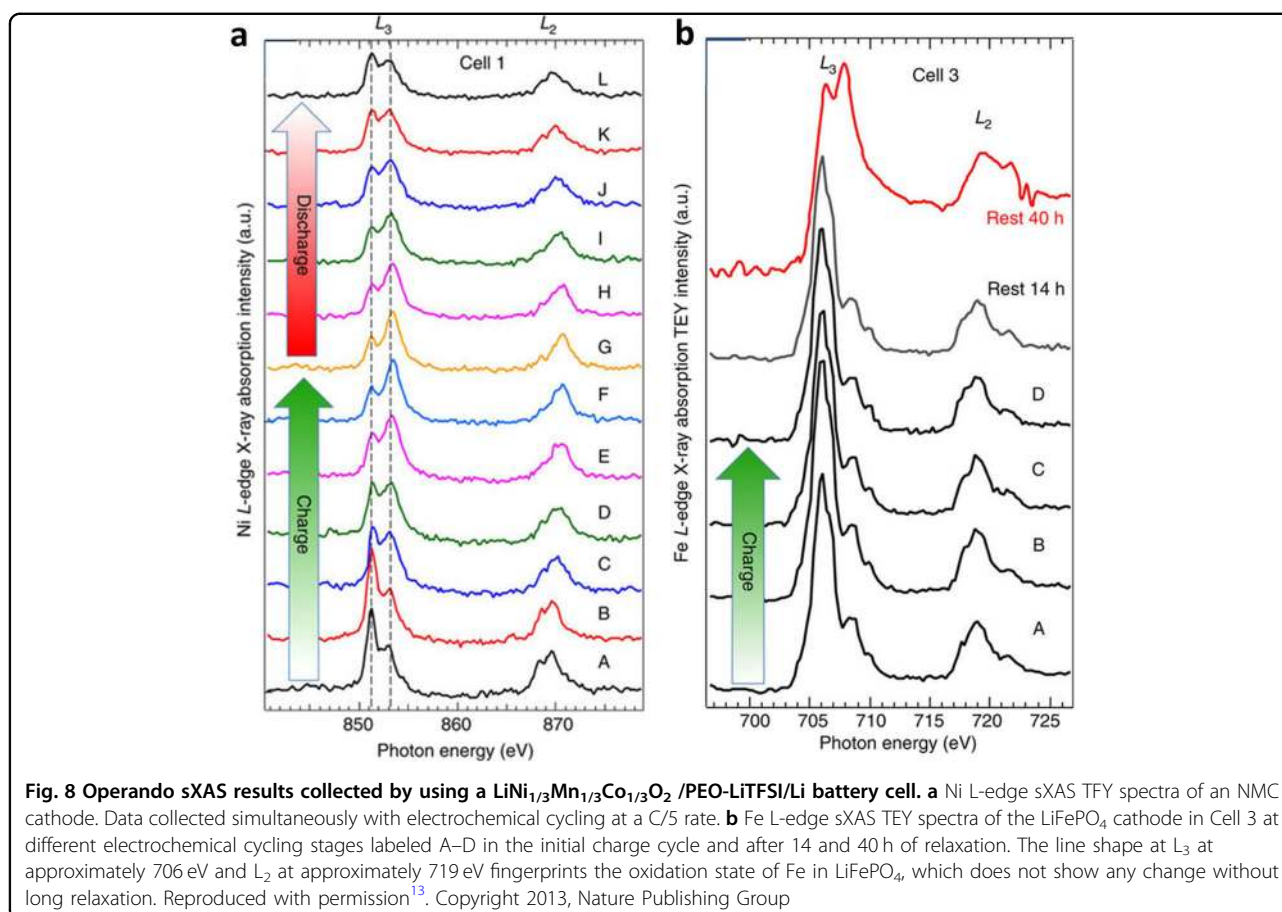 a
L₃
L₂
Cell 1
L
K
J
I
H
G
F
E
D
C
B
A
Discharge
Charge
Ni L-edge X-ray absorption intensity (a.u.)
850
860
870
Photon energy (eV)
b
L₃
Cell 3
L₂
Rest 40 h
Rest 14 h
D
C
B
A
Charge
Fe L-edge X-ray absorption TEY intensity (a.u.)
700
705
710
715
720
725
Photon energy (eV)
Fig. 8 Operando sXAS results collected by using a LiNi₁/₃Mn₁/₃Co₁/₃O₂ /PEO-LiTFSI/Li battery cell. a Ni L-edge sXAS TFY spectra of an NMC
cathode. Data collected simultaneously with electrochemical cycling at a C/5 rate. b Fe L-edge sXAS TEY spectra of the LiFePO₄ cathode in Cell 3 at
different electrochemical cycling stages labeled A–D in the initial charge cycle and after 14 and 40 h of relaxation. The line shape at L₃ at
approximately 706 eV and L₂ at approximately 719 eV fingerprints the oxidation state of Fe in LiFePO₄, which does not show any change without
long relaxation. Reproduced with permission¹³. Copyright 2013, Nature Publishing Group